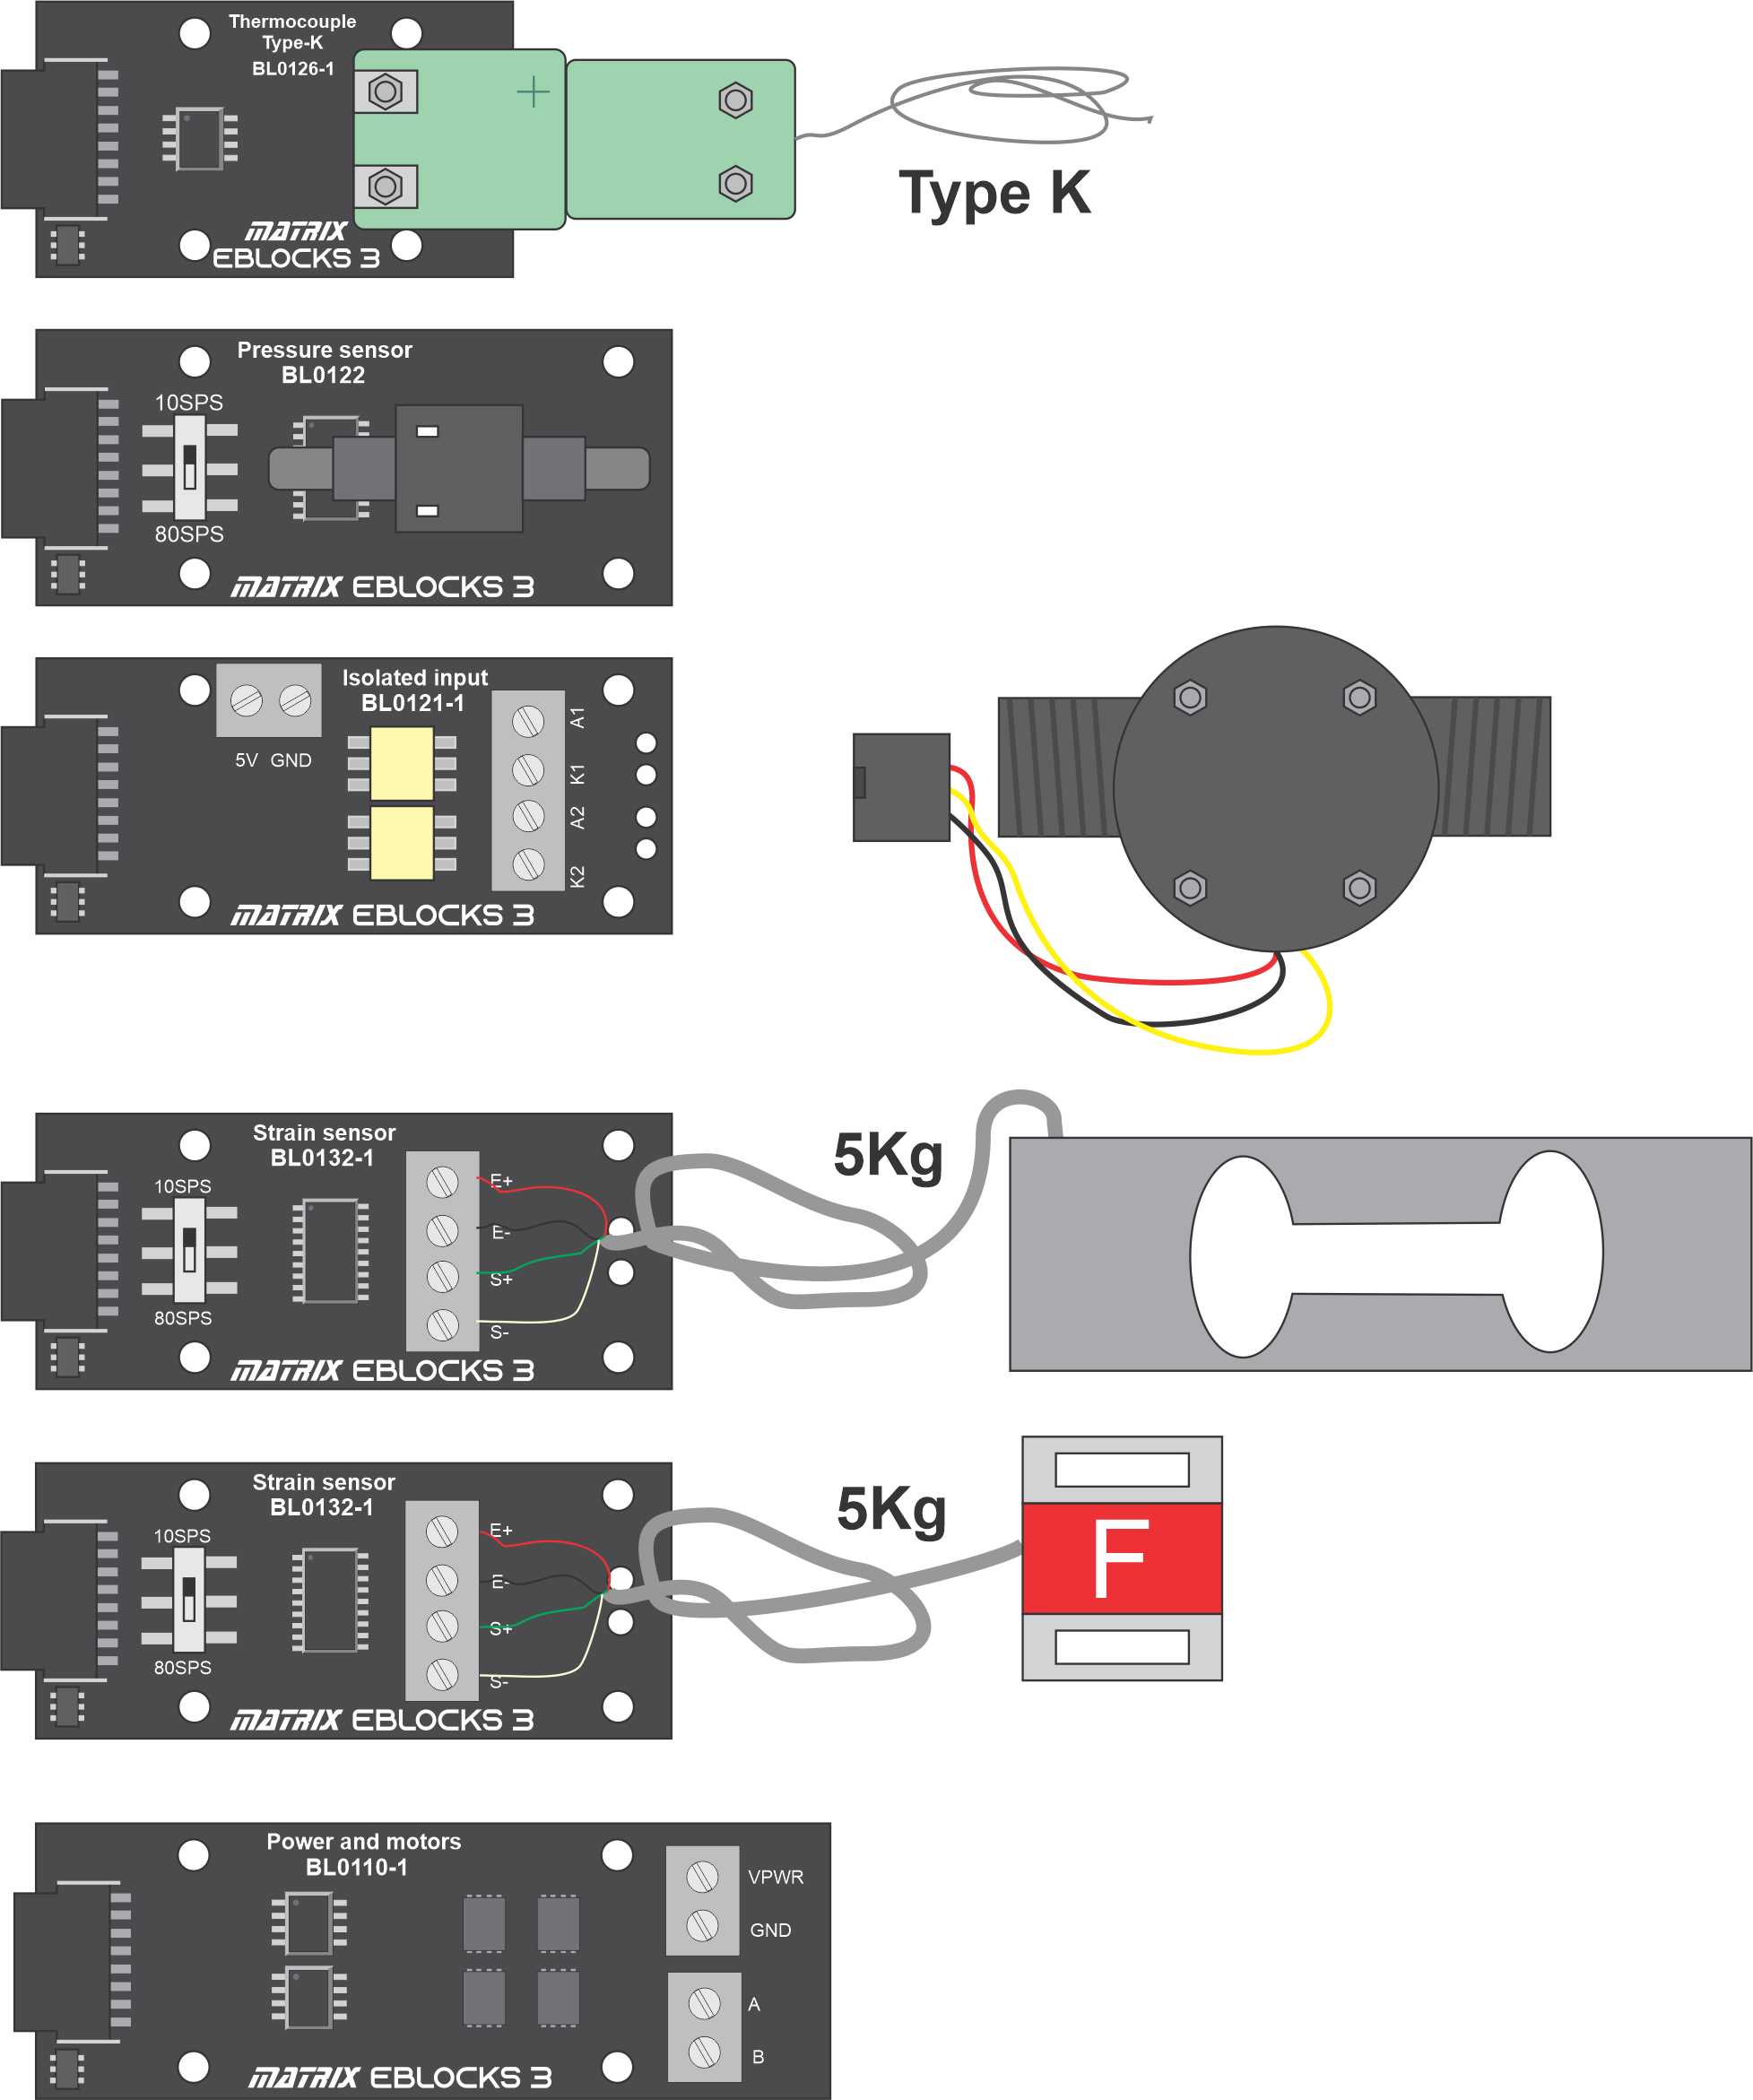 Thermocouple
Type-K
BL0126-1
MATRIX
EBLOCKS 3
Type K
Pressure sensor
BL0122
10SPS
80SPS
MATRIX EBLOCKS 3
Isolated input
BL0121-1
5V GND
A1
K1
A2
K2
MATRIX EBLOCKS 3
Strain sensor
BL0132-1
10SPS
80SPS
E+
E-
S+
S-
MATRIX EBLOCKS 3
5Kg
Strain sensor
BL0132-1
10SPS
80SPS
E+
E-
S+
S-
MATRIX EBLOCKS 3
5Kg
F
Power and motors
BL0110-1
VPWR
GND
A
B
MATRIX EBLOCKS 3